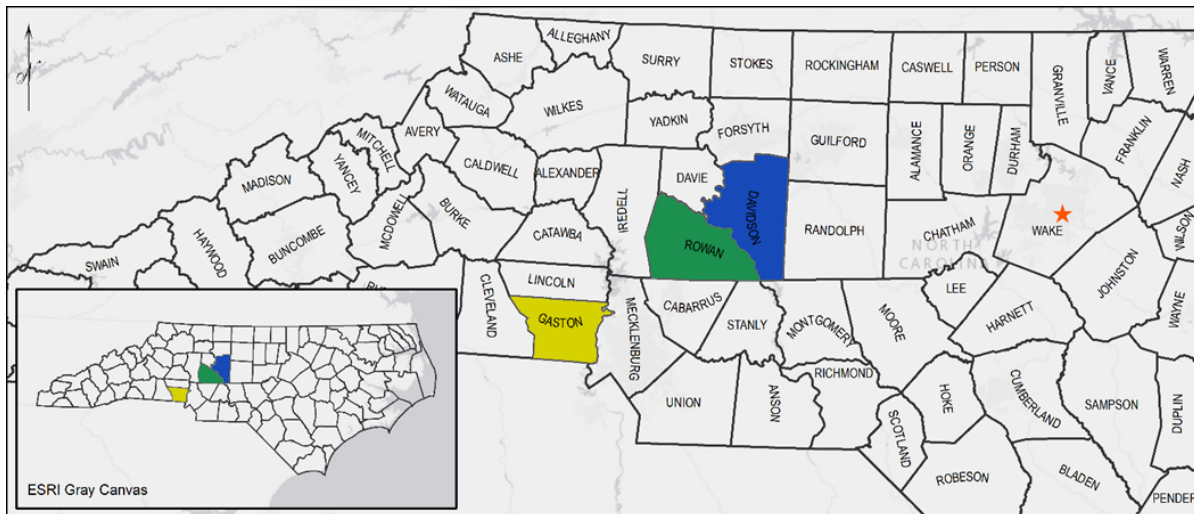 ALLEGHANY
ASHE
SURRY
STOKES
ROCKINGHAM
CASWELL
PERSON
GRANVILLE
VANCE
WARREN
WATAUGA
WILKES
YADKIN
FORSYTH
GUILFORD
ALAMANCE
ORANGE
DURHAM
FRANKLIN
NASH
MITCHELL
AVERY
YANCEY
MADISON
CALDWELL
ALEXANDER
IREDELL
DAVIE
DAVIDSON
RANDOLPH
CHATHAM
WAKE
WILSON
HAYWOOD
BUNCOMBE
MCDOWELL
BURKE
CATAWBA
ROWAN
NORTH
CAROLINA
JOHNSTON
SWAIN
CLEVELAND
LINCOLN
GASTON
MECKLENBURG
CABARRUS
STANLY
MONTGOMERY
MOORE
LEE
HARNETT
WAYNE
RICHMOND
UNION
ANSON
SCOTLAND
HOKE
CUMBERLAND
SAMPSON
DUPLIN
ROBESON
BLADEN
PENDER
ESRI Gray Canvas